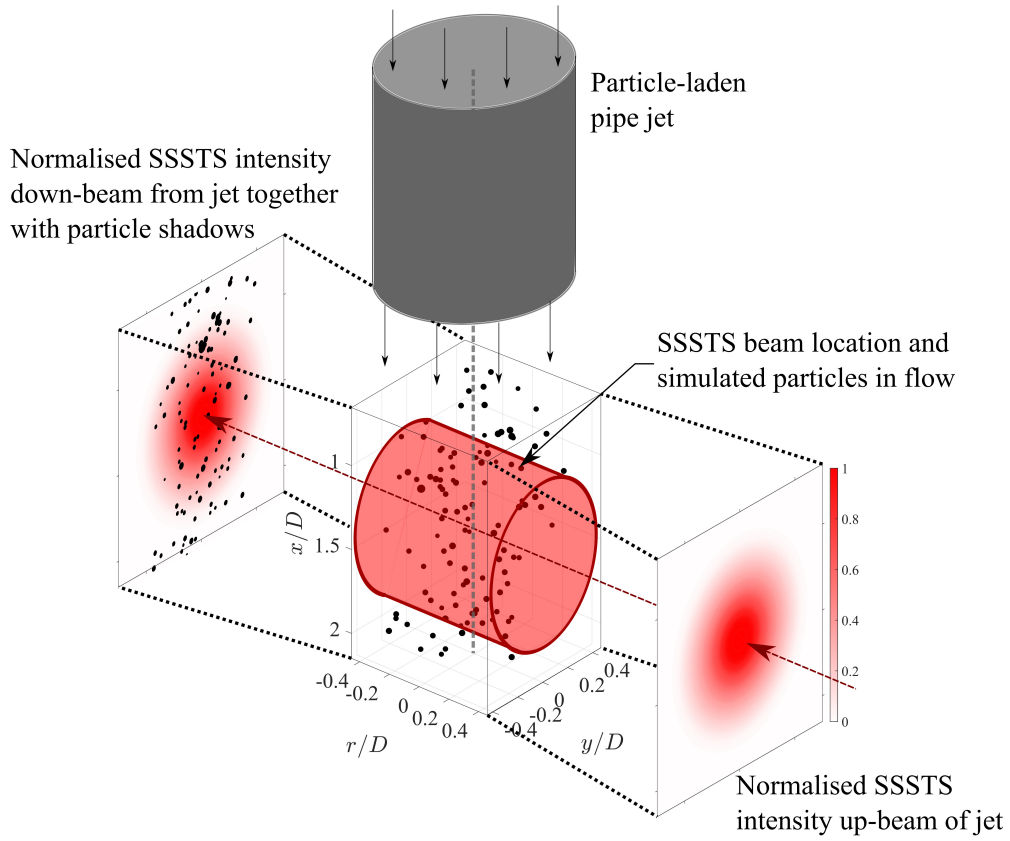 Particle-laden
pipe jet
Normalised SSSTS intensity
down-beam from jet together
with particle shadows
SSSTS beam location and
simulated particles in flow
1
1.5
2
x/D
-0.4
-0.2
0
0.2
0.4
r/D
-0.4
-0.2
0
0.2
0.4
y/D
1
0.8
0.6
0.4
0.2
0
Normalised SSSTS
intensity up-beam of jet